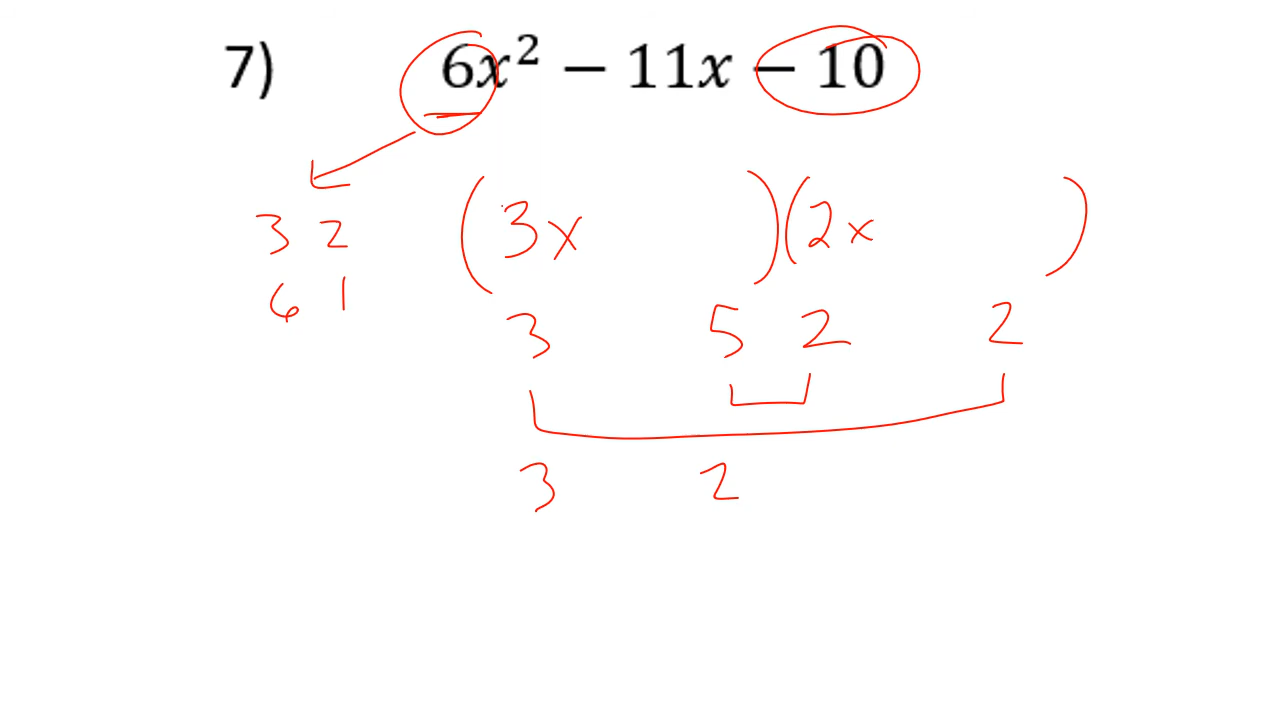 7) 6x² − 11x − 10
3 2 (3x )(2x )
6 1
3 5 2 2
3 2